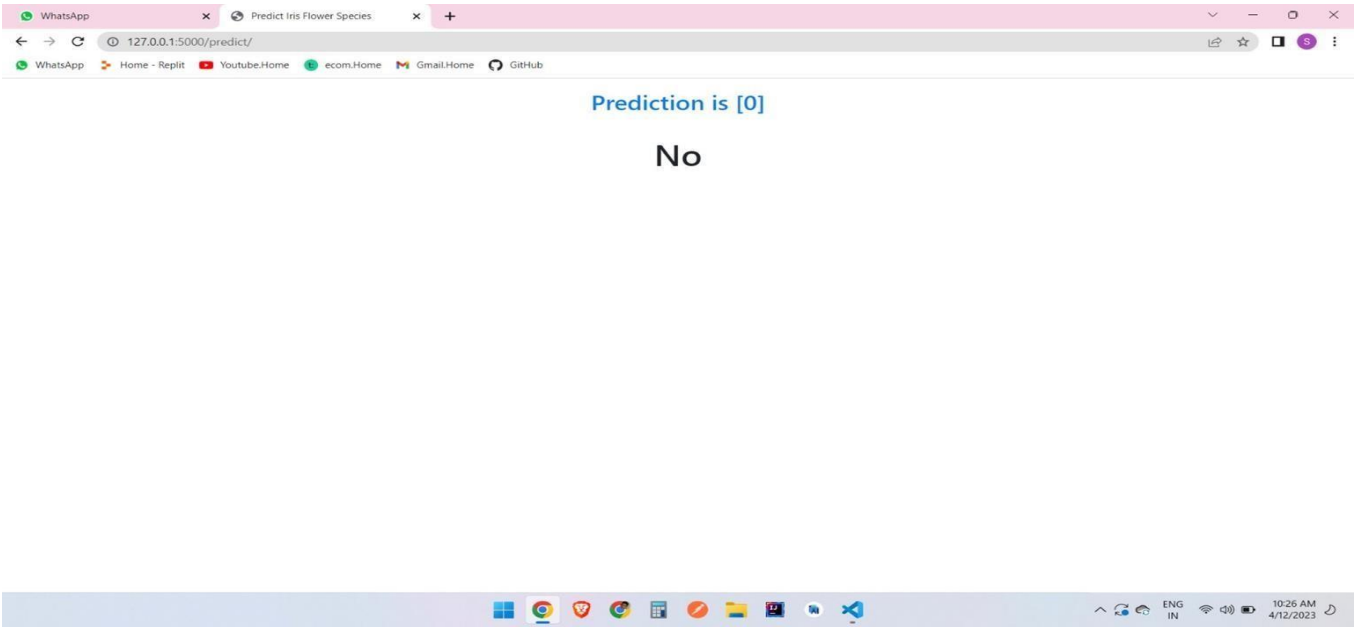 WhatsApp Predict Iris Flower Species
127.0.0.1:5000/predict/
S
WhatsApp Home - Replit Youtube.Home ecom.Home Gmail.Home GitHub
Prediction is [0]
No
ENG
IN
10:26 AM
4/12/2023